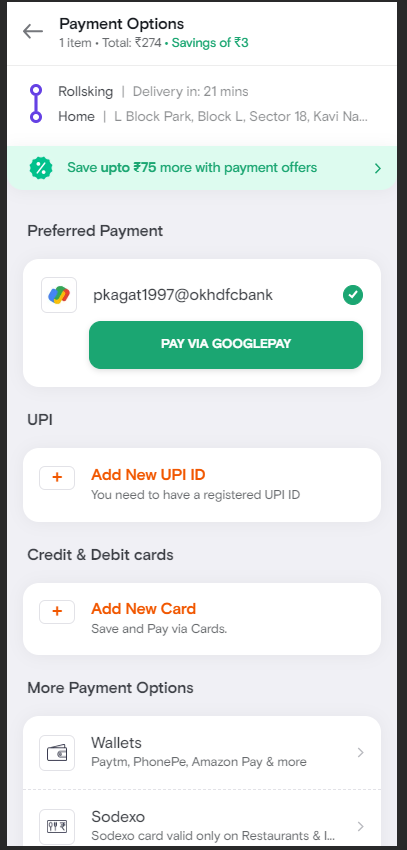 Payment Options
1 item • Total: ₹274 • Savings of ₹3
Rollsking | Delivery in: 21 mins
Home | L Block Park, Block L, Sector 18, Kavi Na...
Save upto ₹75 more with payment offers
Preferred Payment
pkagat1997@okhdfcbank
PAY VIA GOOGLEPAY
UPI
+ Add New UPI ID
You need to have a registered UPI ID
Credit & Debit cards
+ Add New Card
Save and Pay via Cards.
More Payment Options
Wallets
Paytm, PhonePe, Amazon Pay & more
Sodexo
Sodexo card valid only on Restaurants & I...